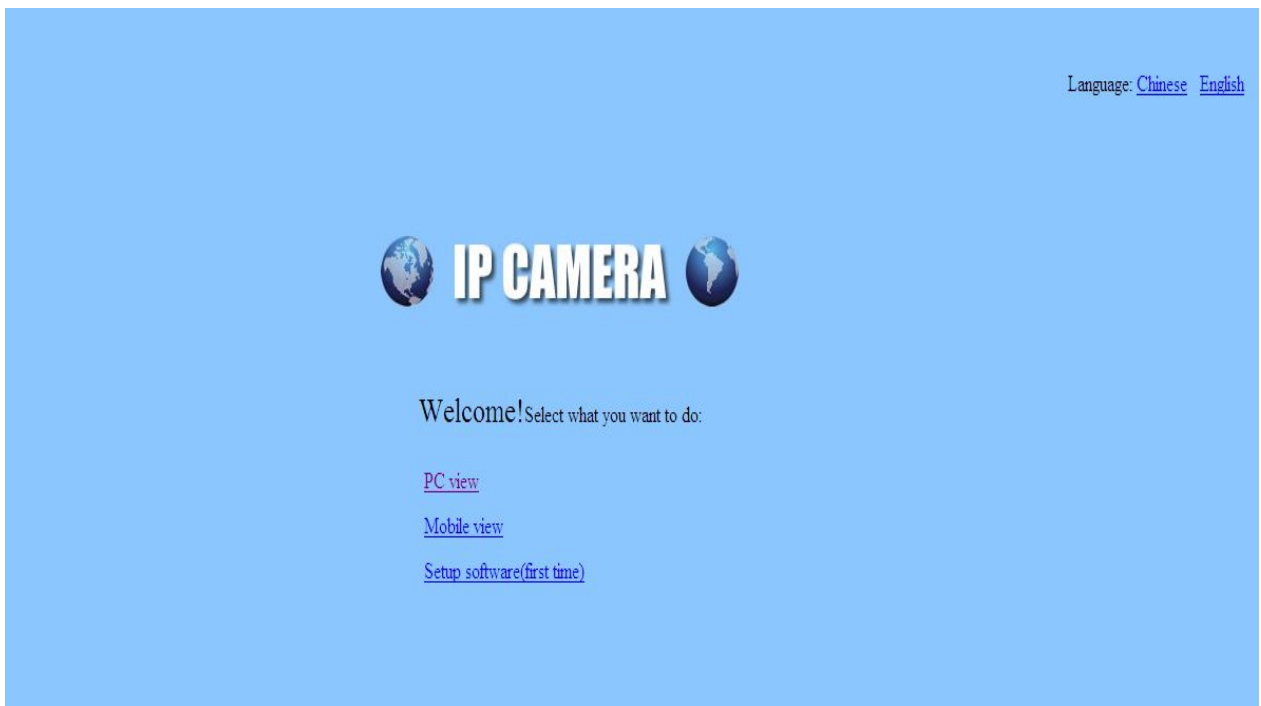 Language: Chinese English
IP CAMERA
Welcome!Select what you want to do:
PC view
Mobile view
Setup software(first time)